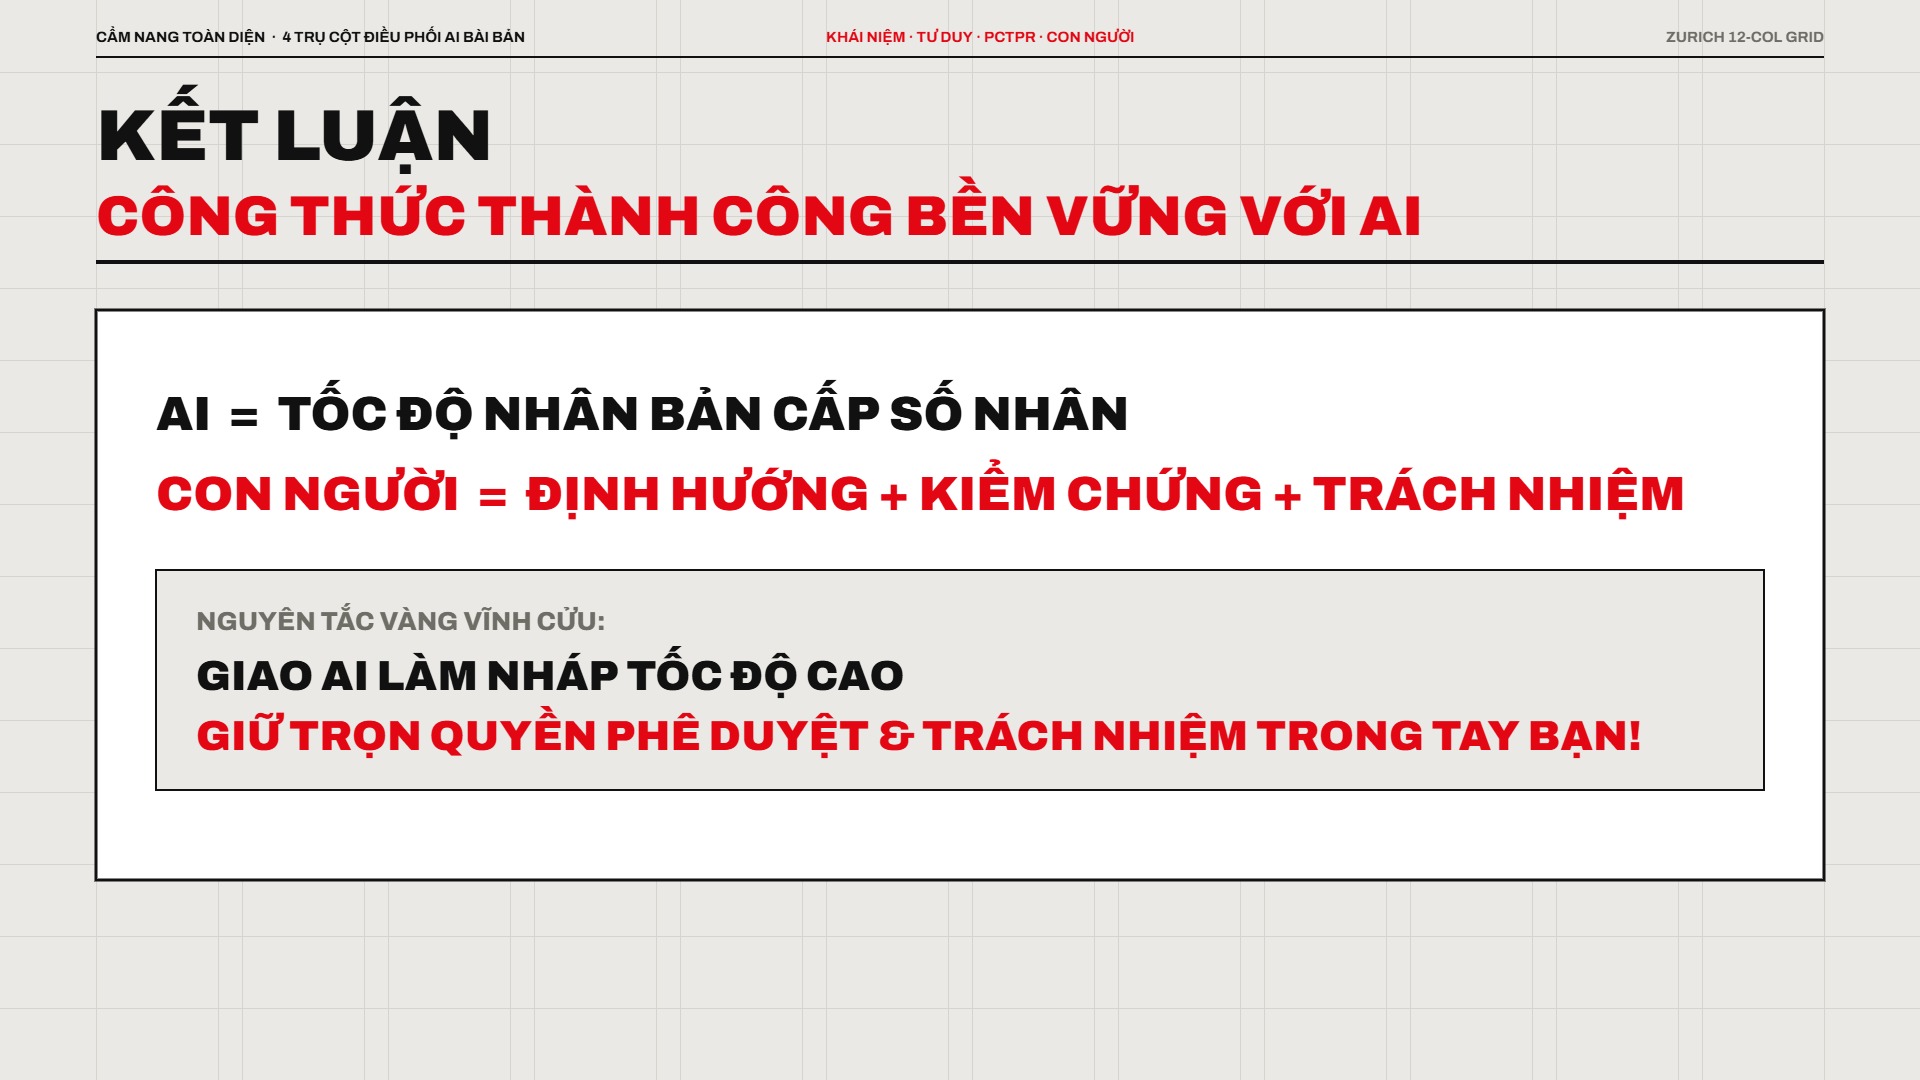 CẨM NANG TOÀN DIỆN · 4 TRỤ CỘT ĐIỀU PHỐI AI BÀI BẢN
KHÁI NIỆM · TƯ DUY · PCTPR · CON NGƯỜI
ZURICH 12-COL GRID
KẾT LUẬN
CÔNG THỨC THÀNH CÔNG BỀN VỮNG VỚI AI
AI = TỐC ĐỘ NHÂN BẢN CẤP SỐ NHÂN
CON NGƯỜI = ĐỊNH HƯỚNG + KIỂM CHỨNG + TRÁCH NHIỆM
NGUYÊN TẮC VÀNG VĨNH CỬU:
GIAO AI LÀM NHÁP TỐC ĐỘ CAO
GIỮ TRỌN QUYỀN PHÊ DUYỆT & TRÁCH NHIỆM TRONG TAY BẠN!